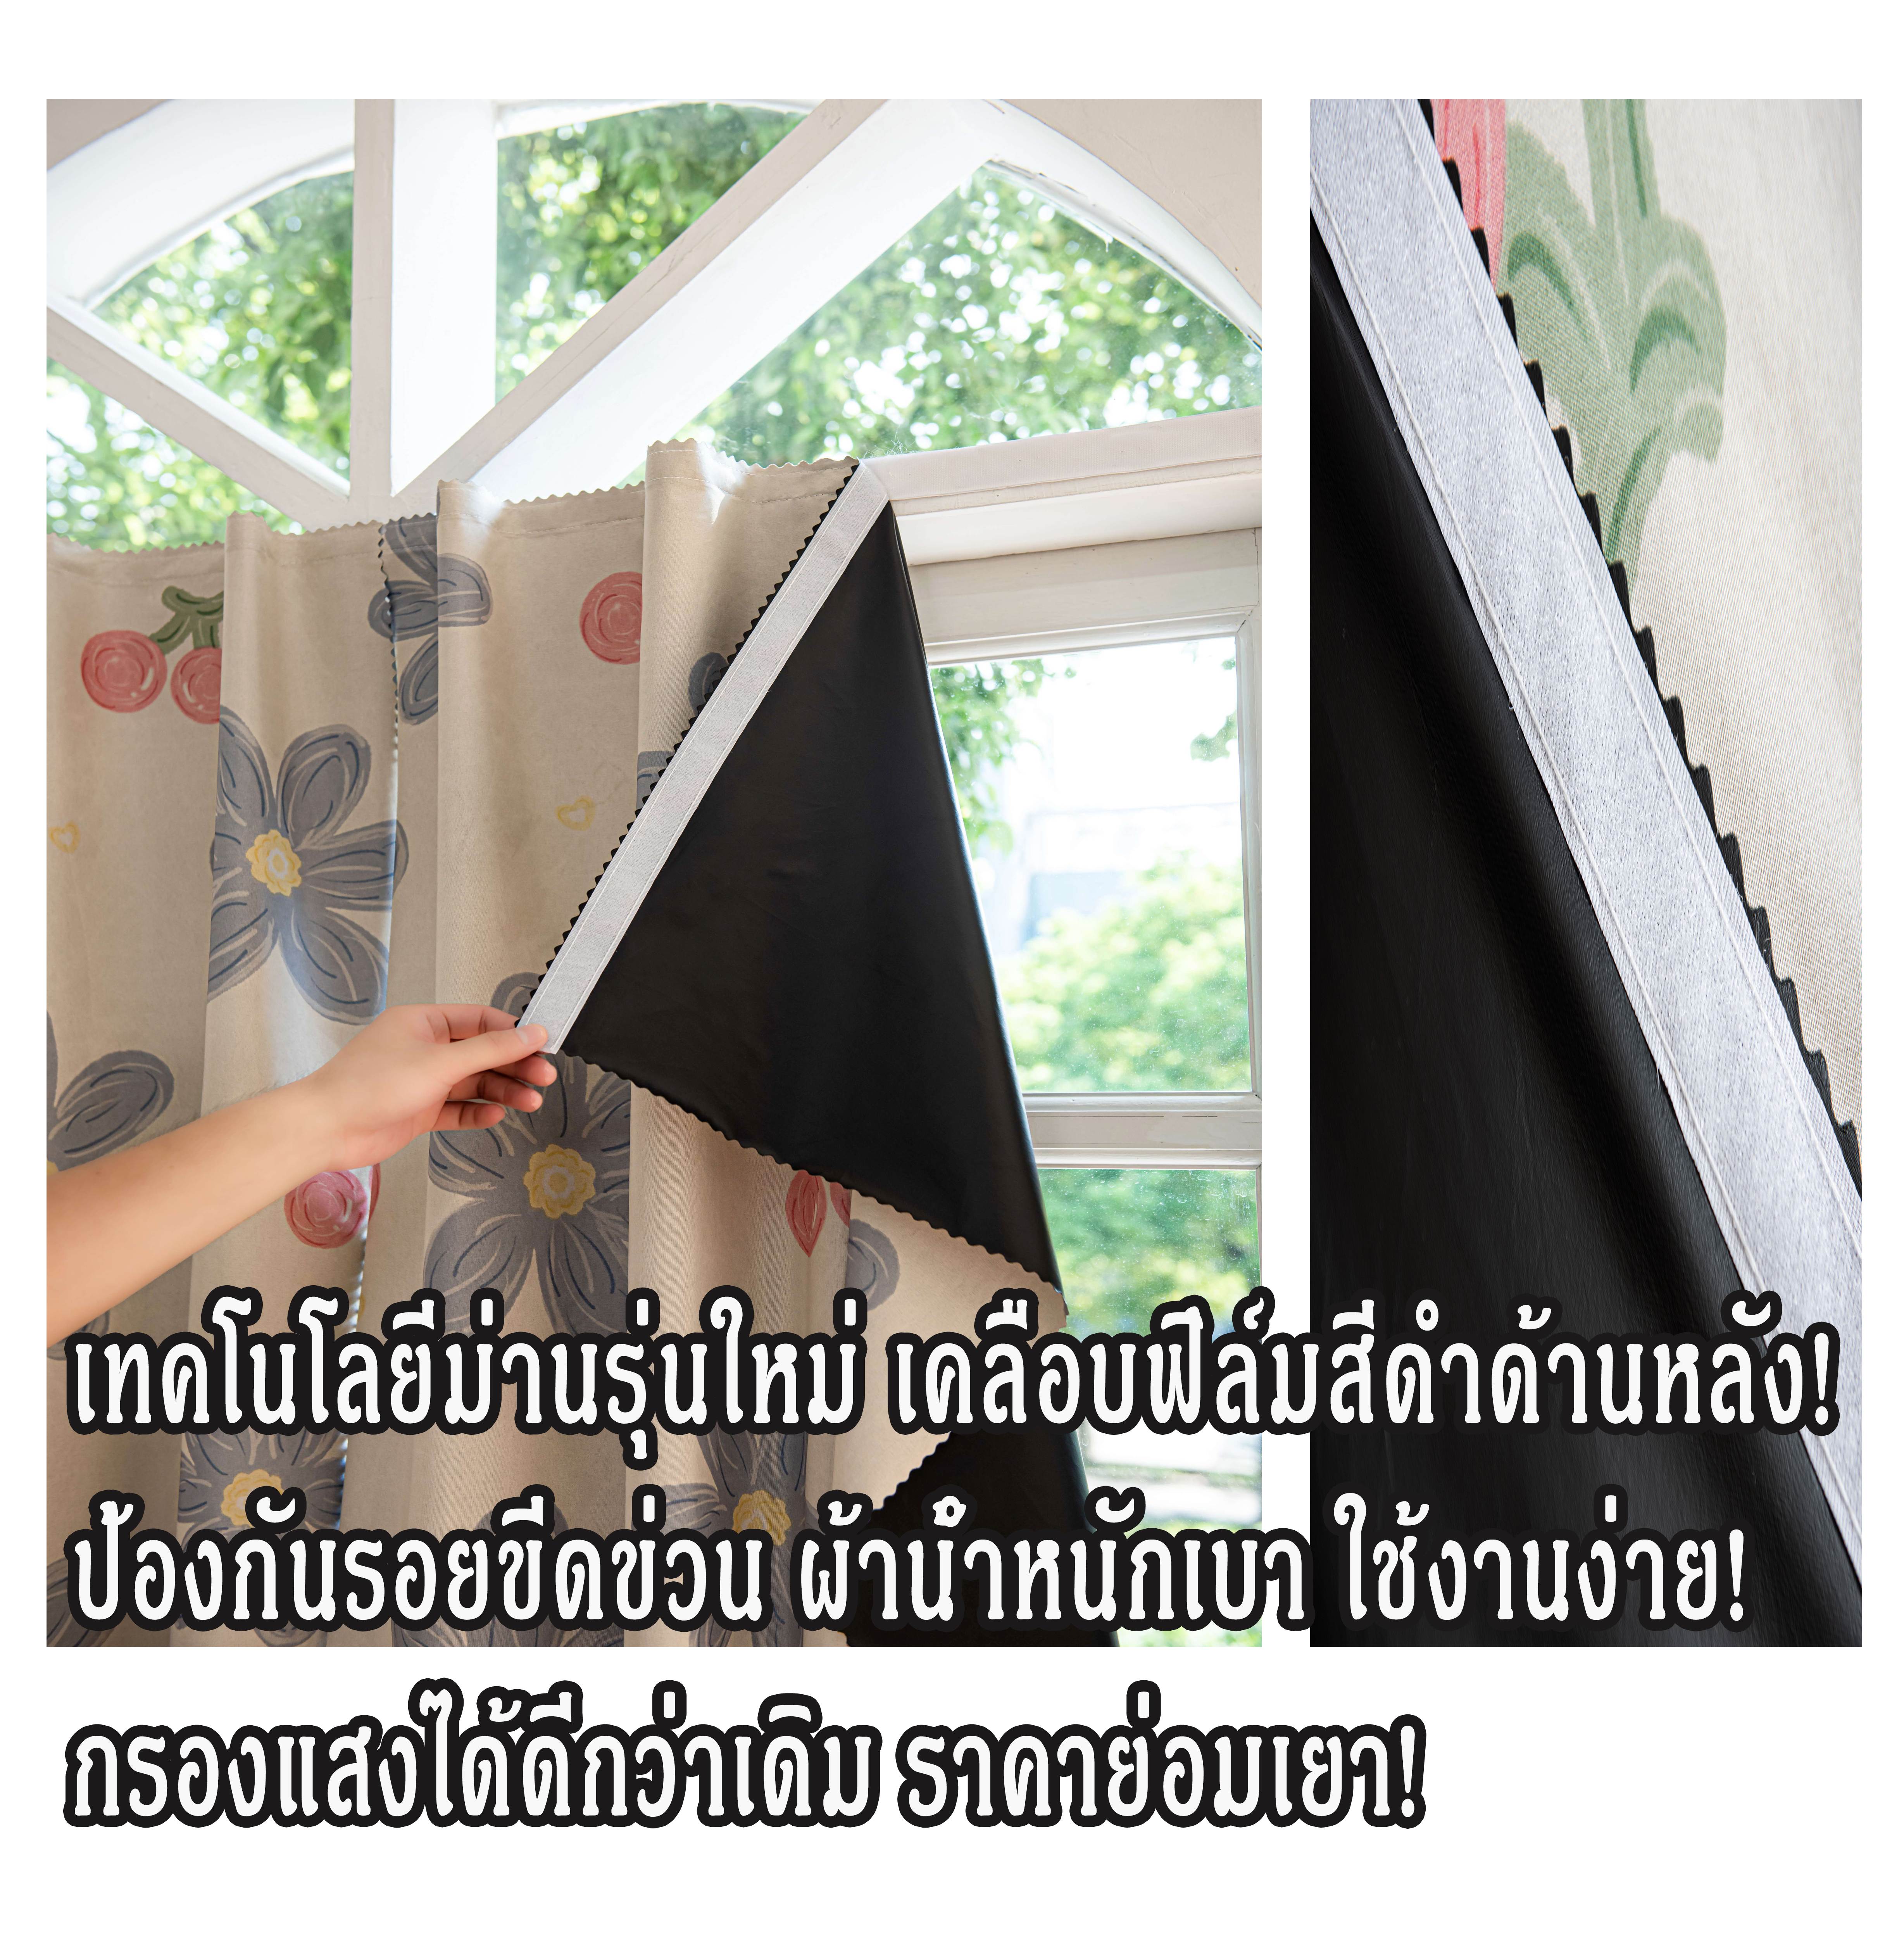 เทคโนโลยีม่านรุ่นใหม่ เคลือบฟิล์มสีดำด้านหลัง!
ป้องกันรอยขีดข่วน ผ้าน้ำหนักเบา ใช้งานง่าย!
กรองแสงได้ดีกว่าเดิม ราคาย่อมเยา!